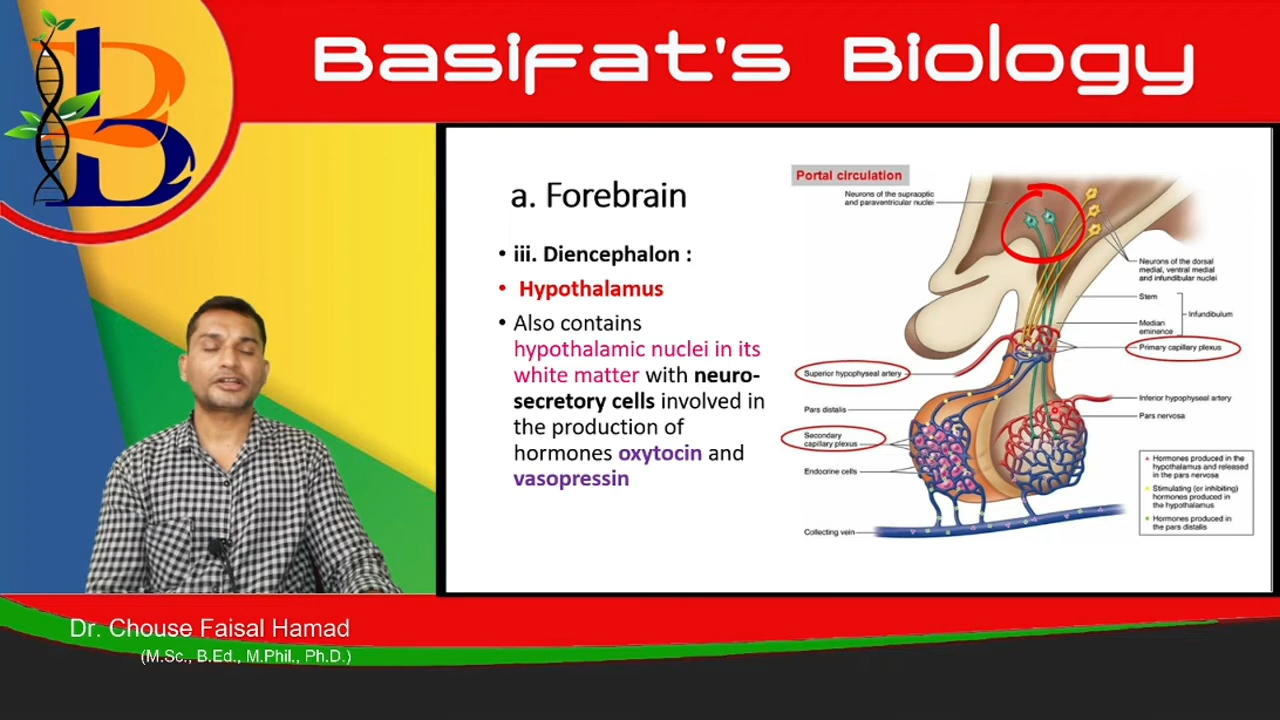 Basifat's Biology
a. Forebrain
• iii. Diencephalon :
• Hypothalamus
• Also contains
hypothalamic nuclei in its
white matter with neuro-
secretory cells involved in
the production of
hormones oxytocin and
vasopressin
Portal circulation
Neurons of the supraoptic
and paraventricular nuclei
Neurons of the dorsal
medial, ventral medial
and infundibular nuclei
Stem
Infundibulum
Median
eminence
Primary capillary plexus
Superior hypophyseal artery
Inferior hypophyseal artery
Pars distalis
Pars nervosa
Secondary
capillary plexus
Endocrine cells
Hormones produced in the
hypothalamus and released
in the pars nervosa
Stimulating (or inhibiting)
hormones produced in
the hypothalamus
Hormones produced in
the pars distalis
Collecting vein
Dr. Chouse Faisal Hamad
(M.Sc., B.Ed., M.Phil., Ph.D.)